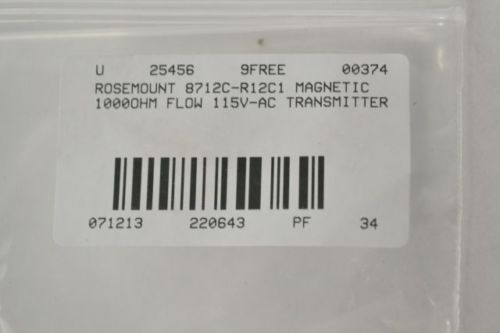 U 25456 9FREE 00374
ROSEMOUNT 8712C-R12C1 MAGNETIC
1000OHM FLOW 115V-AC TRANSMITTER
071213 220643 PF 34